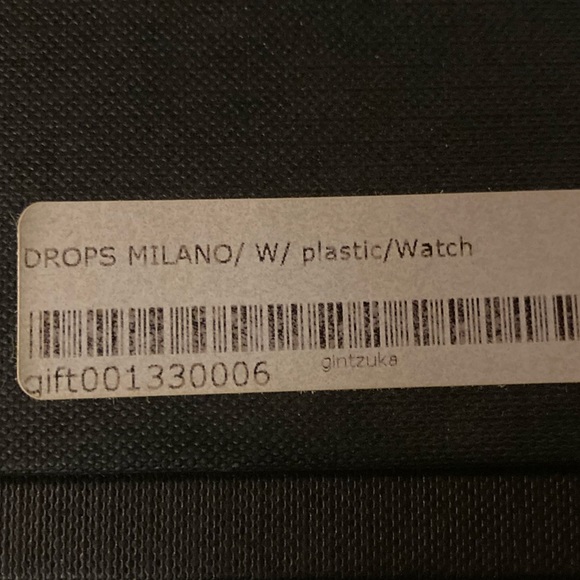 DROPS MILANO/ W/ plastic/Watch
gift001330006
gintzuka